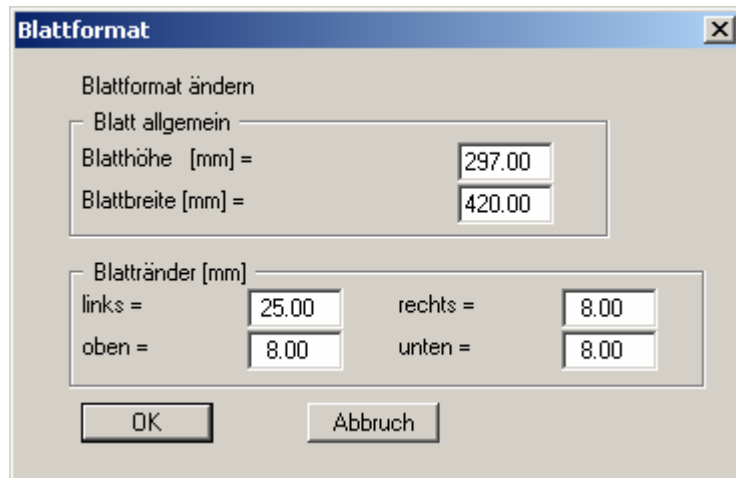 Blattformat
Blattformat ändern
Blatt allgemein
Blatthöhe [mm] = 297.00
Blattbreite [mm] = 420.00
Blattränder [mm]
links = 25.00 rechts = 8.00
oben = 8.00 unten = 8.00
OK Abbruch